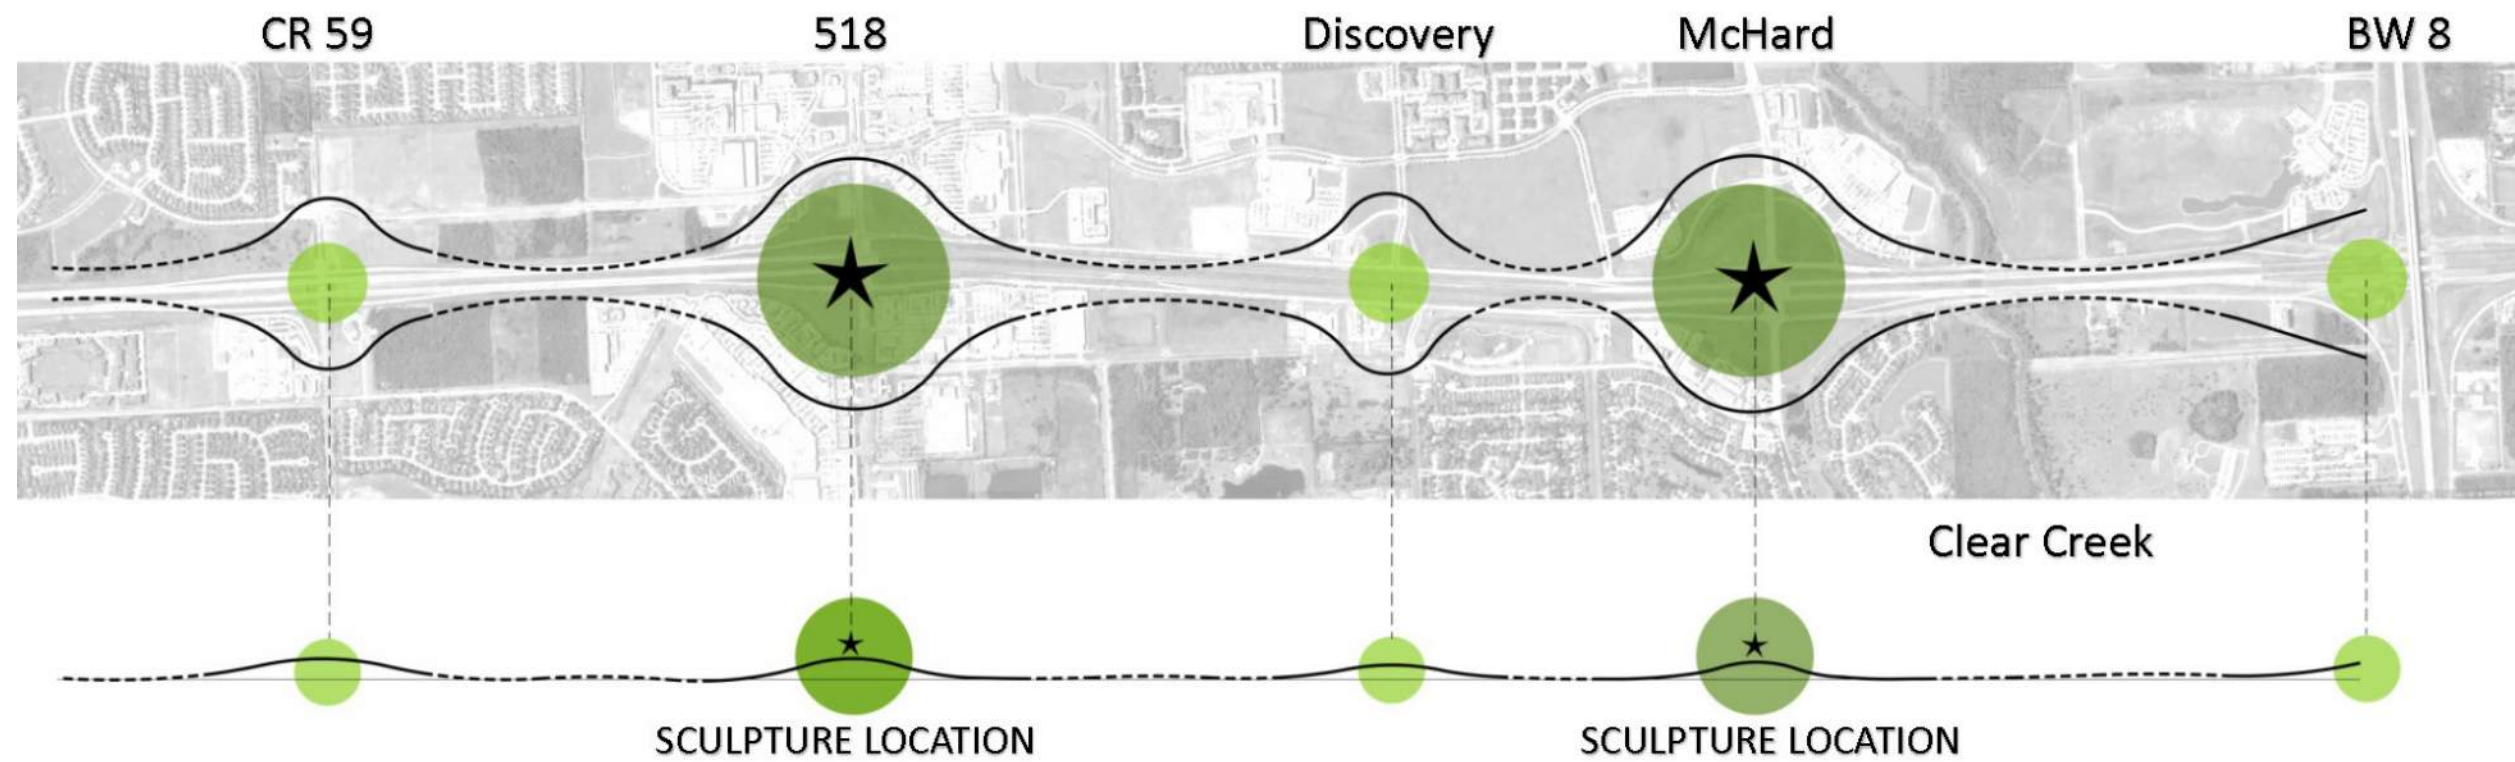 CR 59
518
Discovery
McHard
BW 8
Clear Creek
SCULPTURE LOCATION
SCULPTURE LOCATION